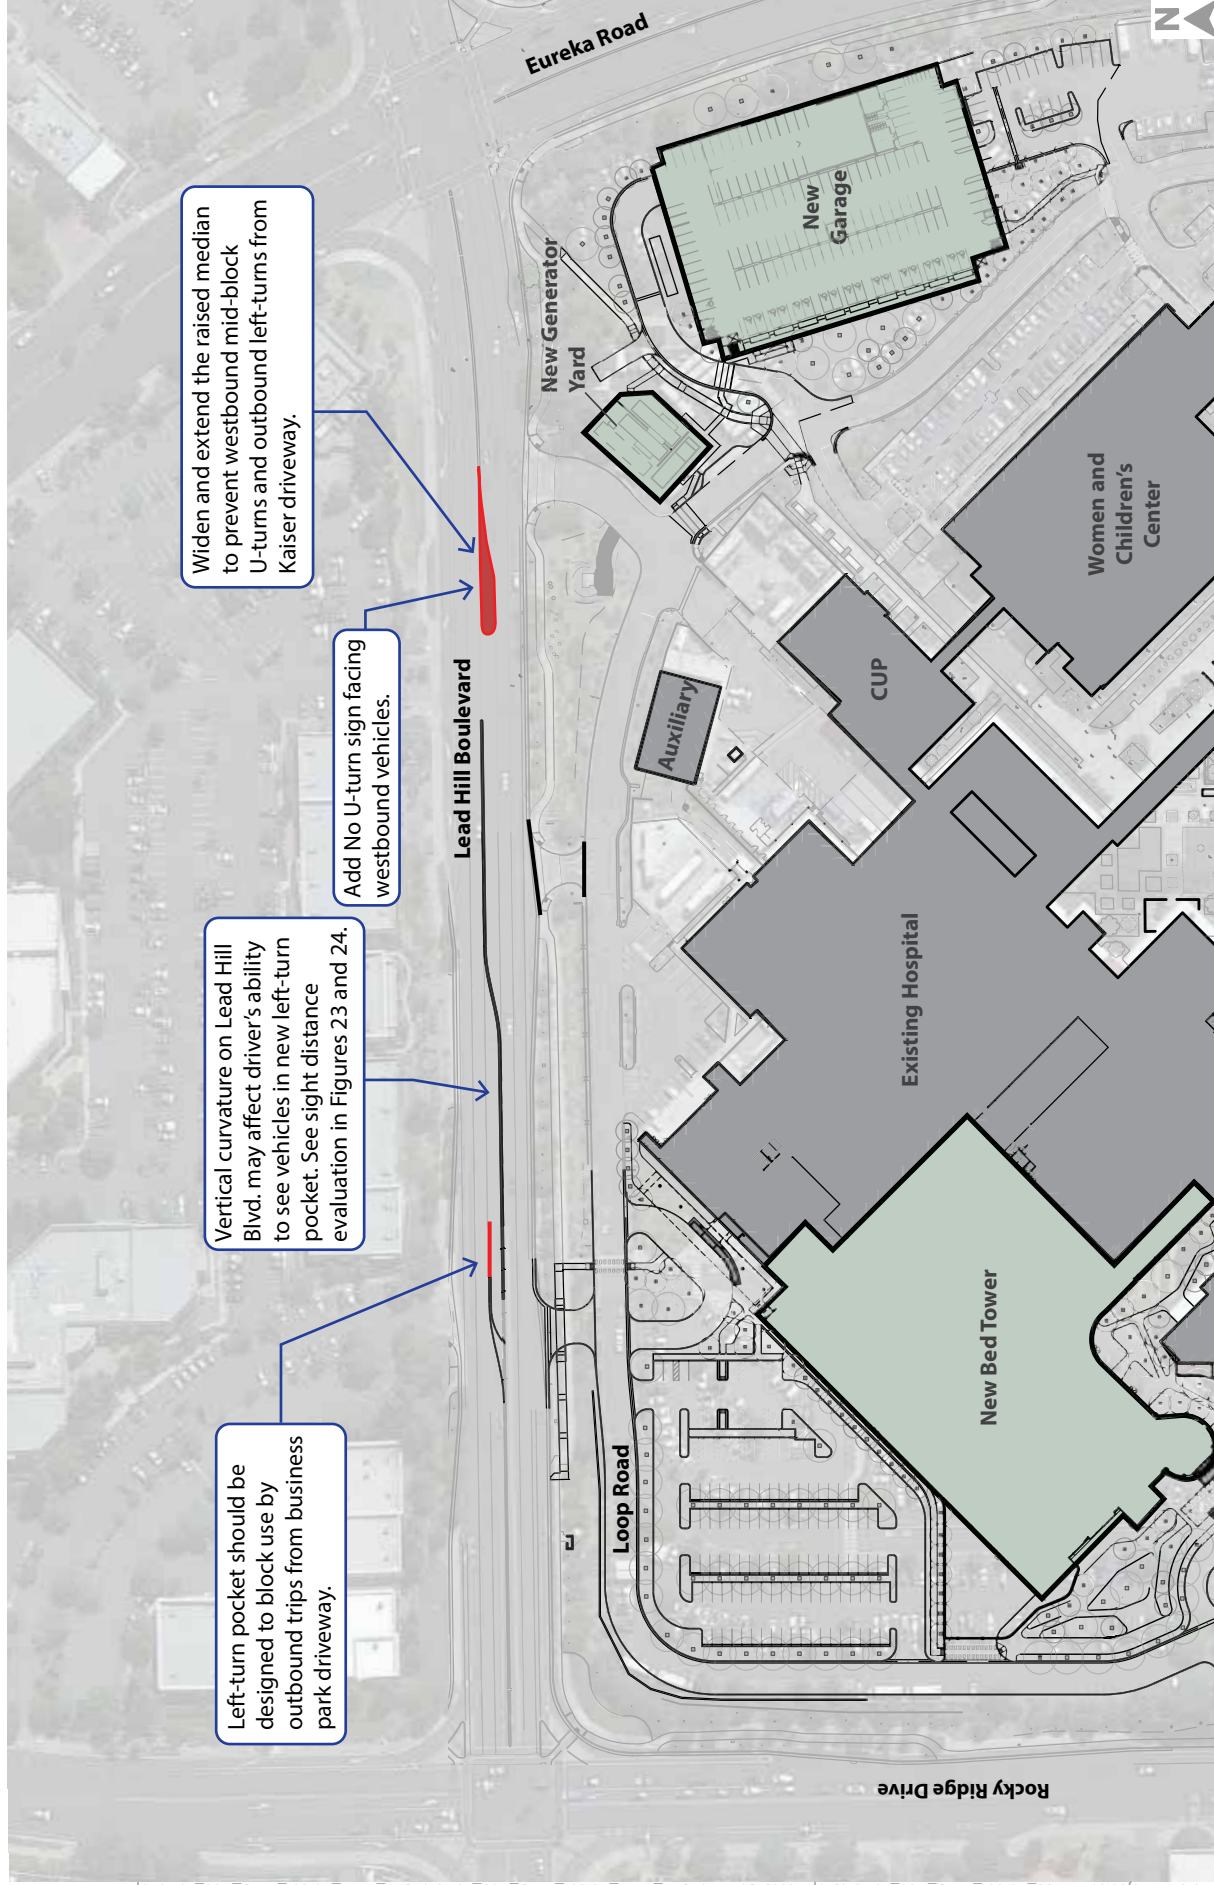 Left-turn pocket should be
designed to block use by
outbound trips from business
park driveway.
Vertical curvature on Lead Hill
Blvd. may affect driver's ability
to see vehicles in new left-turn
pocket. See sight distance
evaluation in Figures 23 and 24.
Add No U-turn sign facing
westbound vehicles.
Widen and extend the raised median
to prevent westbound mid-block
U-turns and outbound left-turns from
Kaiser driveway.
Lead Hill Boulevard
Eureka Road
New Generator
Yard
New
Garage
Loop Road
Auxiliary
CUP
Existing Hospital
Women and
Children's
Center
New Bed Tower
Rocky Ridge Drive
N